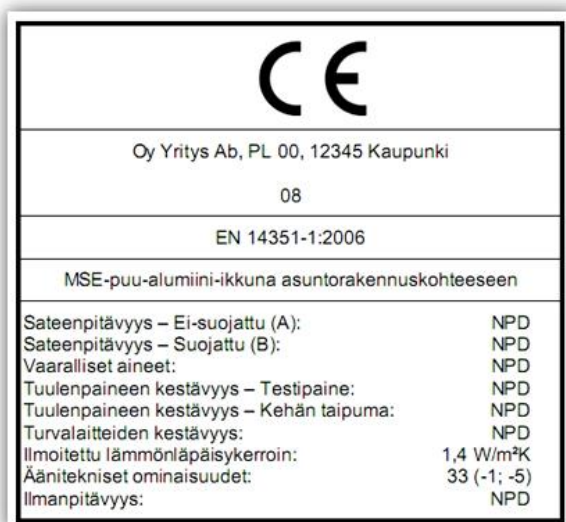 CE
Oy Yritys Ab, PL 00, 12345 Kaupunki
08
EN 14351-1:2006
MSE-puu-alumiini-ikkuna asuntorakennuskohteeseen
Sateenpitävyys – Ei-suojattu (A): NPD
Sateenpitävyys – Suojattu (B): NPD
Vaaralliset aineet: NPD
Tuulenpaineen kestävyys – Testipaine: NPD
Tuulenpaineen kestävyys – Kehän taipuma: NPD
Turvalaitteiden kestävyys: NPD
Ilmoitettu lämmönläpäisykerroin: 1,4 W/m²K
Äänitekniset ominaisuudet: 33 (-1; -5)
Ilmanpitävyys: NPD